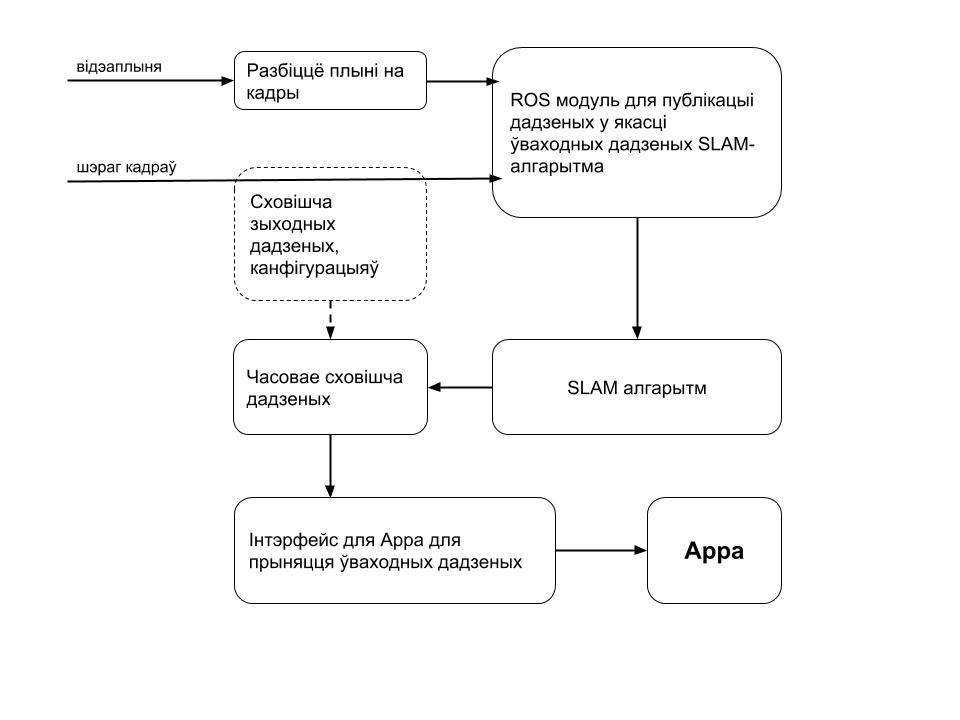 відэаплыня
Разбіццё плыні на
кадры
ROS модуль для публікацыі
дадзеных у якасці
ўваходных дадзеных SLAM-
алгарытма
шэраг кадраў
Сховішча
зыходных
дадзеных,
канфігурацыяў
Часовае сховішча
дадзеных
SLAM алгарытм
Інтэрфейс для Appa для
прыняцця ўваходных дадзеных
Appa